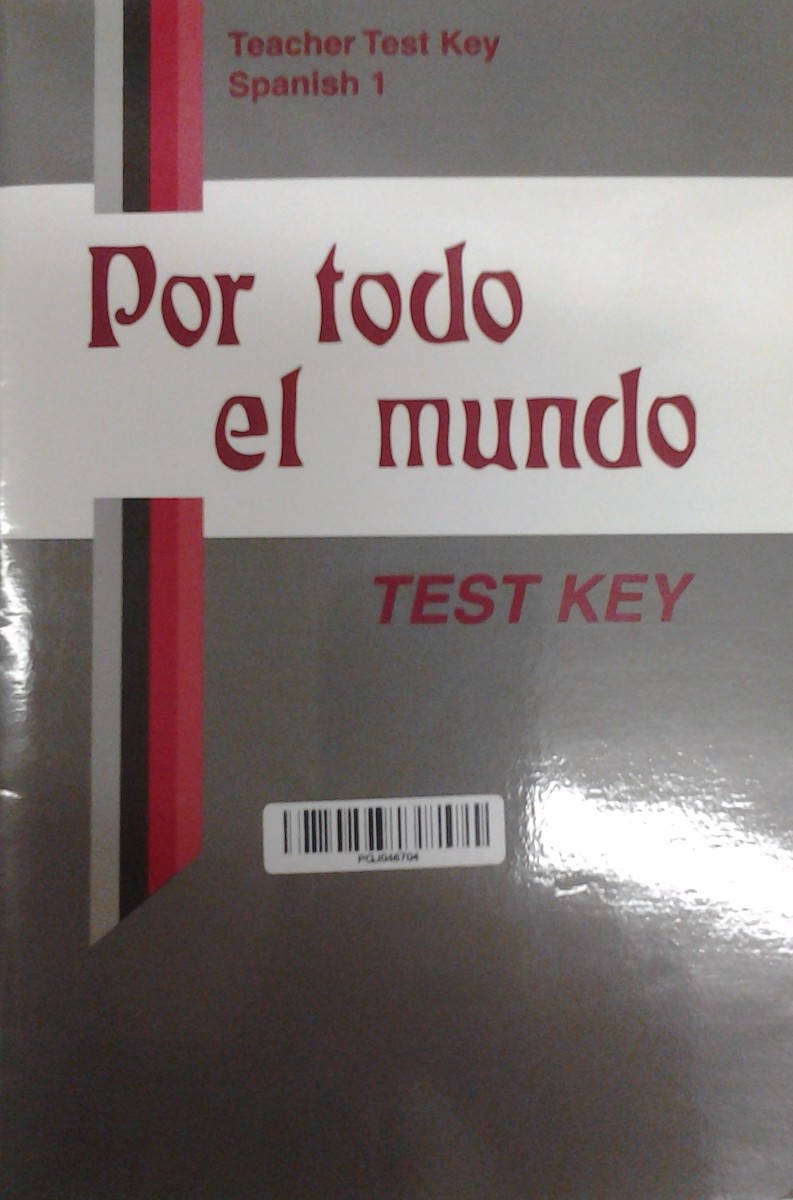 Teacher Test Key
Spanish 1
Por todo
el mundo
TEST KEY
PGJ046704